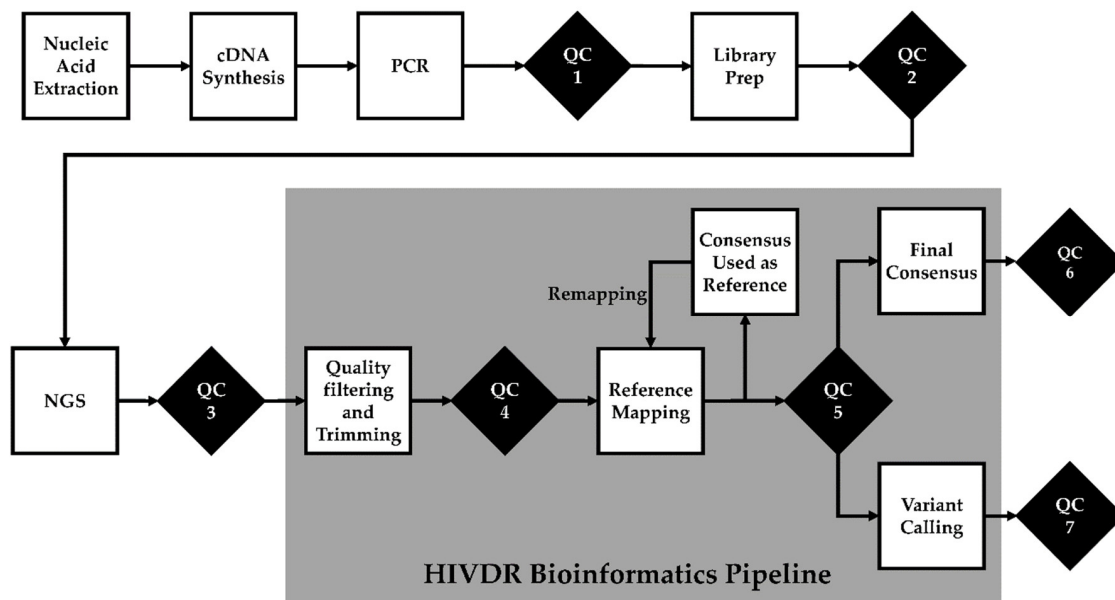 Nucleic
Acid
Extraction
cDNA
Synthesis
PCR
QC
1
Library
Prep
QC
2
Consensus
Used as
Reference
Final
Consensus
QC
6
Remapping
NGS
QC
3
Quality
filtering
and
Trimming
QC
4
Reference
Mapping
QC
5
Variant
Calling
QC
7
HIVDR Bioinformatics Pipeline